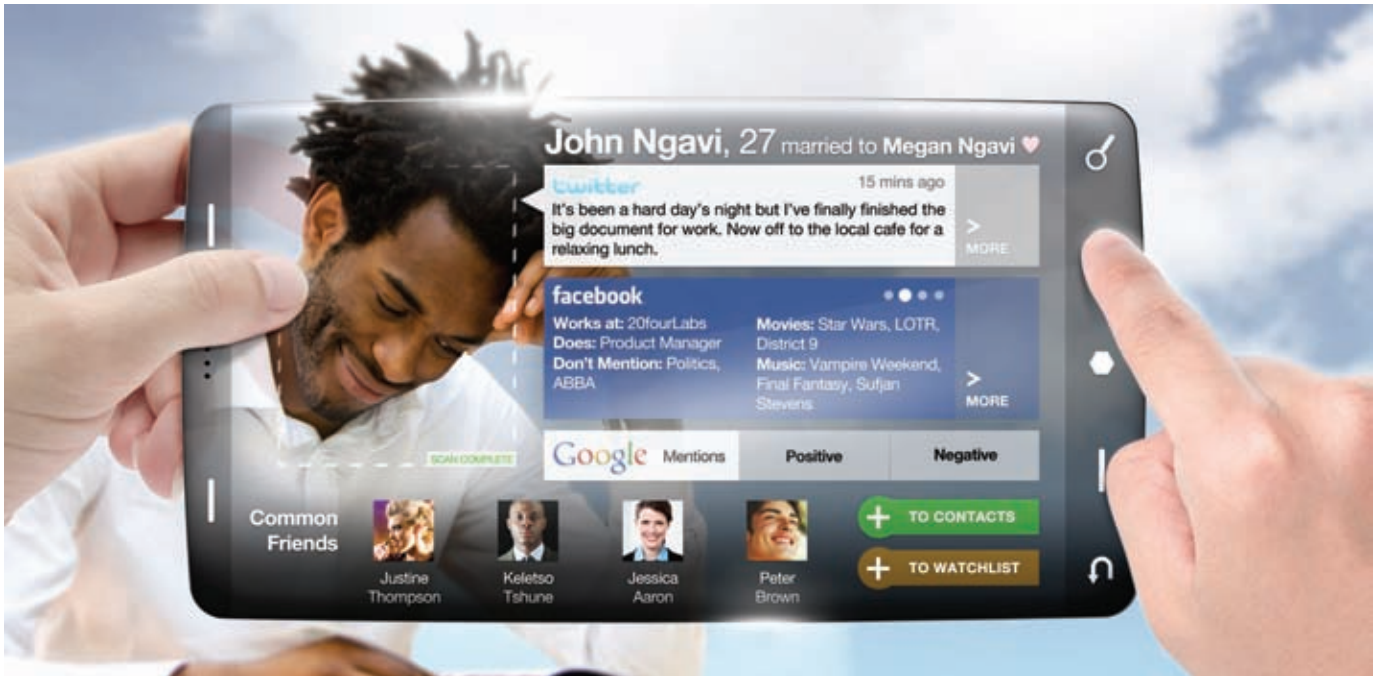 John Ngavi, 27 married to Megan Ngavi
twitter 15 mins ago
It's been a hard day's night but I've finally finished the
big document for work. Now off to the local cafe for a
relaxing lunch.
>
MORE
facebook
Works at: 20fourLabs
Does: Product Manager
Don't Mention: Politics,
ABBA
Movies: Star Wars, LOTR,
District 9
Music: Vampire Weekend,
Final Fantasy, Sufjan
Stevens
>
MORE
SCAN COMPLETE
Google Mentions Positive Negative
Common
Friends
Justine
Thompson
Keletso
Tshune
Jessica
Aaron
Peter
Brown
+ TO CONTACTS
+ TO WATCHLIST